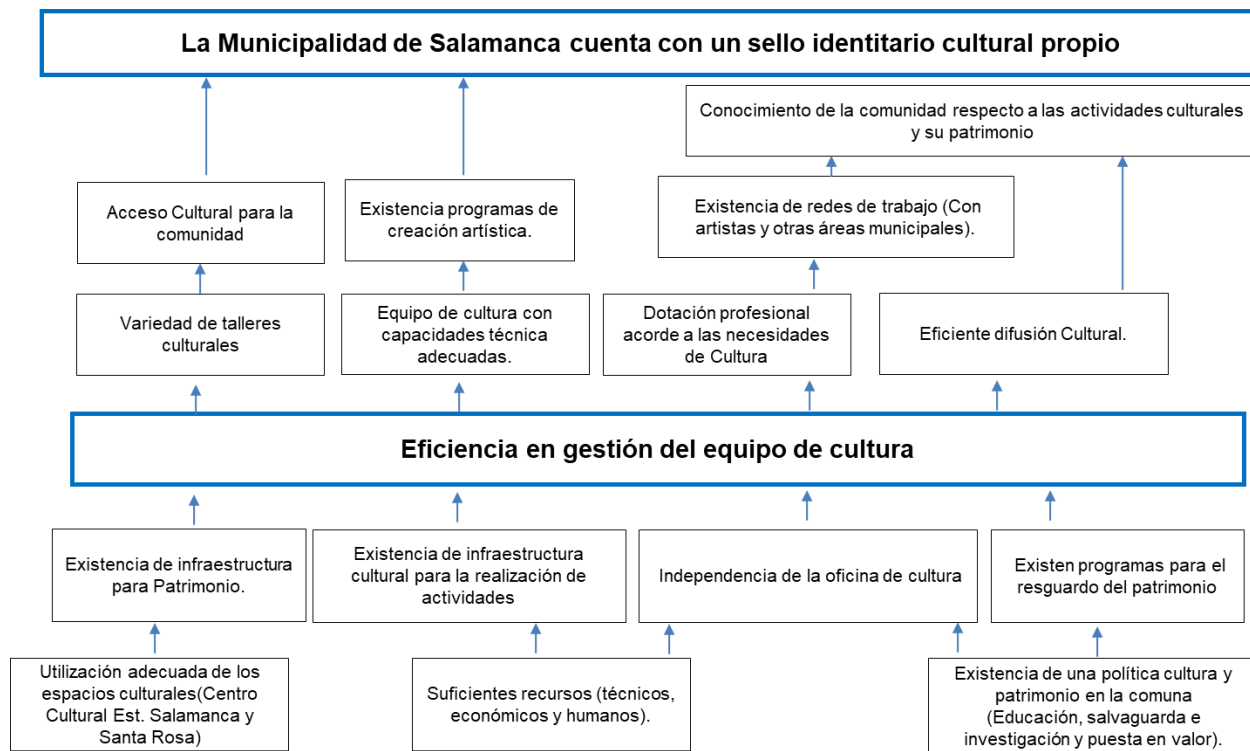 La Municipalidad de Salamanca cuenta con un sello identitario cultural propio
Conocimiento de la comunidad respecto a las actividades culturales
y su patrimonio
Acceso Cultural para la
comunidad
Existencia programas de
creación artística.
Existencia de redes de trabajo (Con
artistas y otras áreas municipales).
Variedad de talleres
culturales
Equipo de cultura con
capacidades técnica
adecuadas.
Dotación profesional
acorde a las necesidades
de Cultura
Eficiente difusión Cultural.
Eficiencia en gestión del equipo de cultura
Existencia de infraestructura
para Patrimonio.
Existencia de infraestructura
cultural para la realización de
actividades
Independencia de la oficina de cultura
Existen programas para el
resguardo del patrimonio
Utilización adecuada de los
espacios culturales(Centro
Cultural Est. Salamanca y
Santa Rosa)
Suficientes recursos (técnicos,
económicos y humanos).
Existencia de una política cultura y
patrimonio en la comuna
(Educación, salvaguarda e
investigación y puesta en valor).